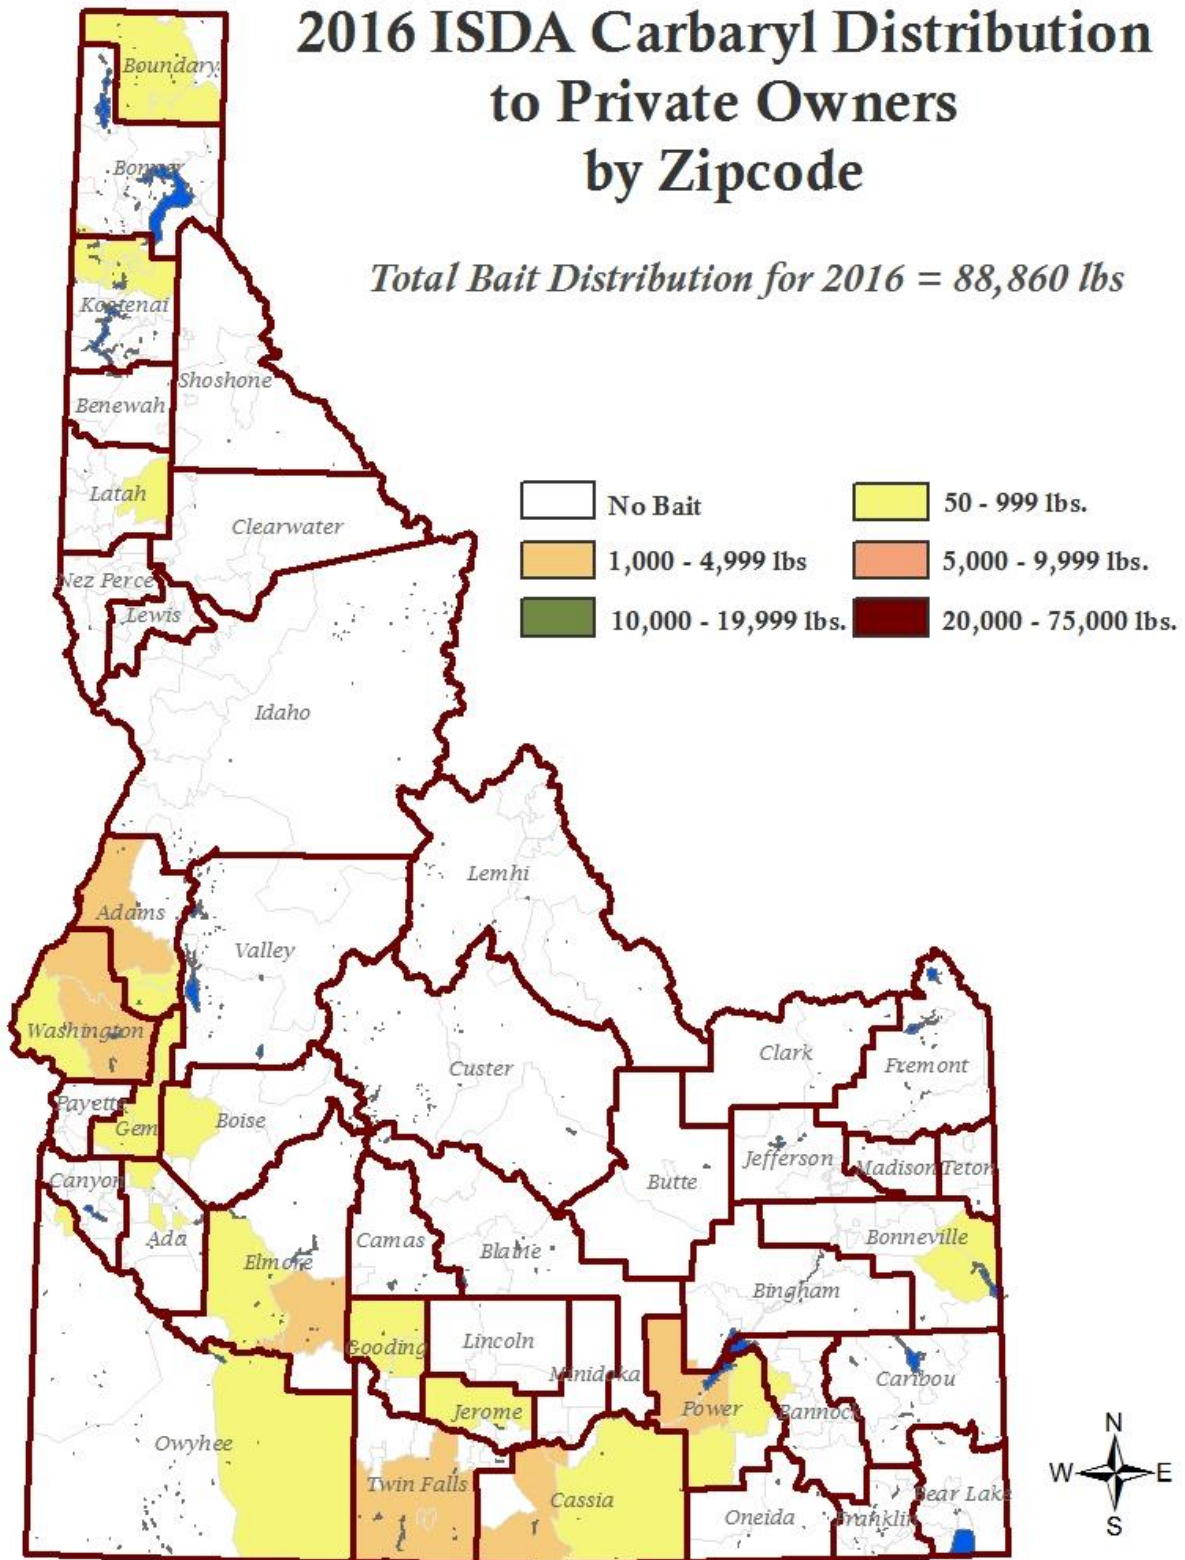 2016 ISDA Carbaryl Distribution
to Private Owners
by Zipcode
Total Bait Distribution for 2016 = 88,860 lbs
No Bait
50 - 999 lbs.
1,000 - 4,999 lbs
5,000 - 9,999 lbs.
10,000 - 19,999 lbs.
20,000 - 75,000 lbs.
Boundary
Bonner
Kootenai
Shoshone
Benewah
Latah
Clearwater
Nez Perce
Lewis
Idaho
Lemhi
Adams
Valley
Washington
Custer
Clark
Fremont
Payette
Gem
Boise
Jefferson
Madison
Teton
Canyon
Butte
Ada
Elmore
Camas
Blaine
Bonneville
Bingham
Gooding
Lincoln
Minidoka
Caribou
Jerome
Power
Bannock
Owyhee
Twin Falls
Cassia
Oneida
Franklin
Bear Lake
N
W
E
S